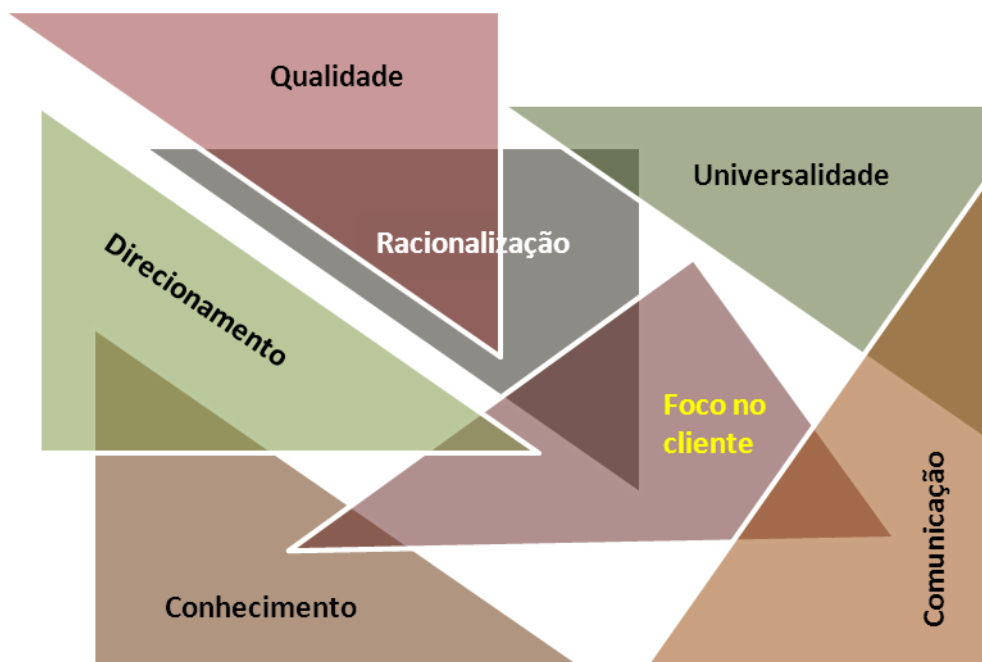 Qualidade
Universalidade
Racionalização
Direcionamento
Foco no
cliente
Comunicação
Conhecimento